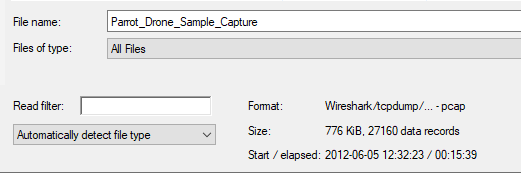 File name: Parrot_Drone_Sample_Capture
Files of type: All Files
Read filter: Format: Wireshark/tcpdump/... - pcap
Automatically detect file type Size: 776 KiB, 27160 data records
Start / elapsed: 2012-06-05 12:32:23 / 00:15:39